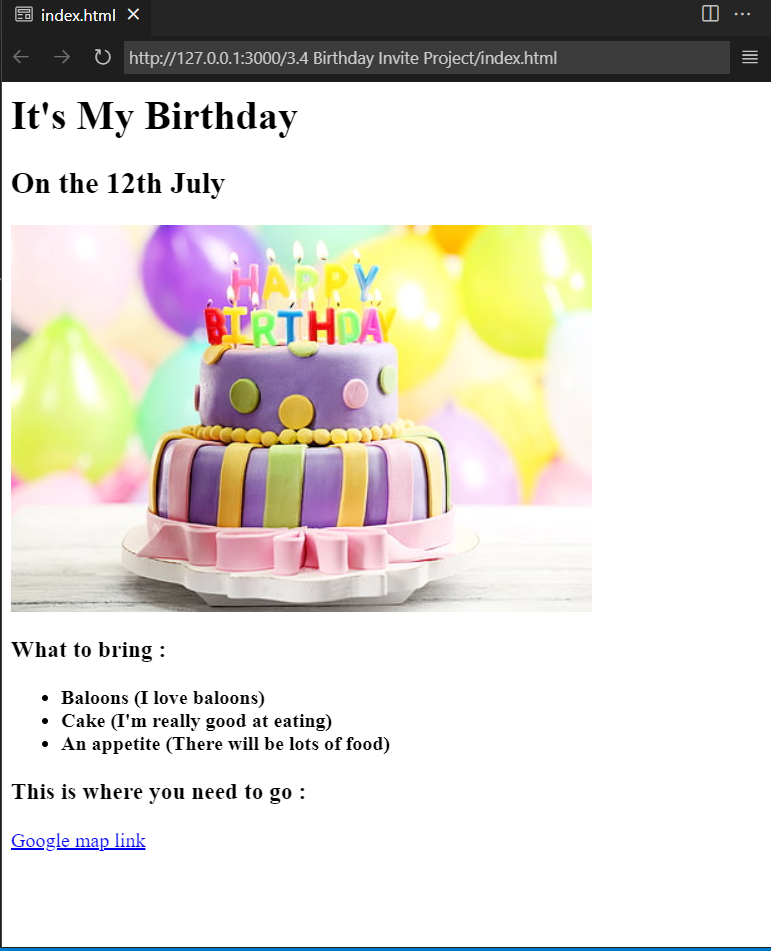 index.html
http://127.0.0.1:3000/3.4 Birthday Invite Project/index.html
It's My Birthday
On the 12th July
HAPPY
BIRTHDAY
What to bring :
Baloons (I love baloons)
Cake (I'm really good at eating)
An appetite (There will be lots of food)
This is where you need to go :
Google map link